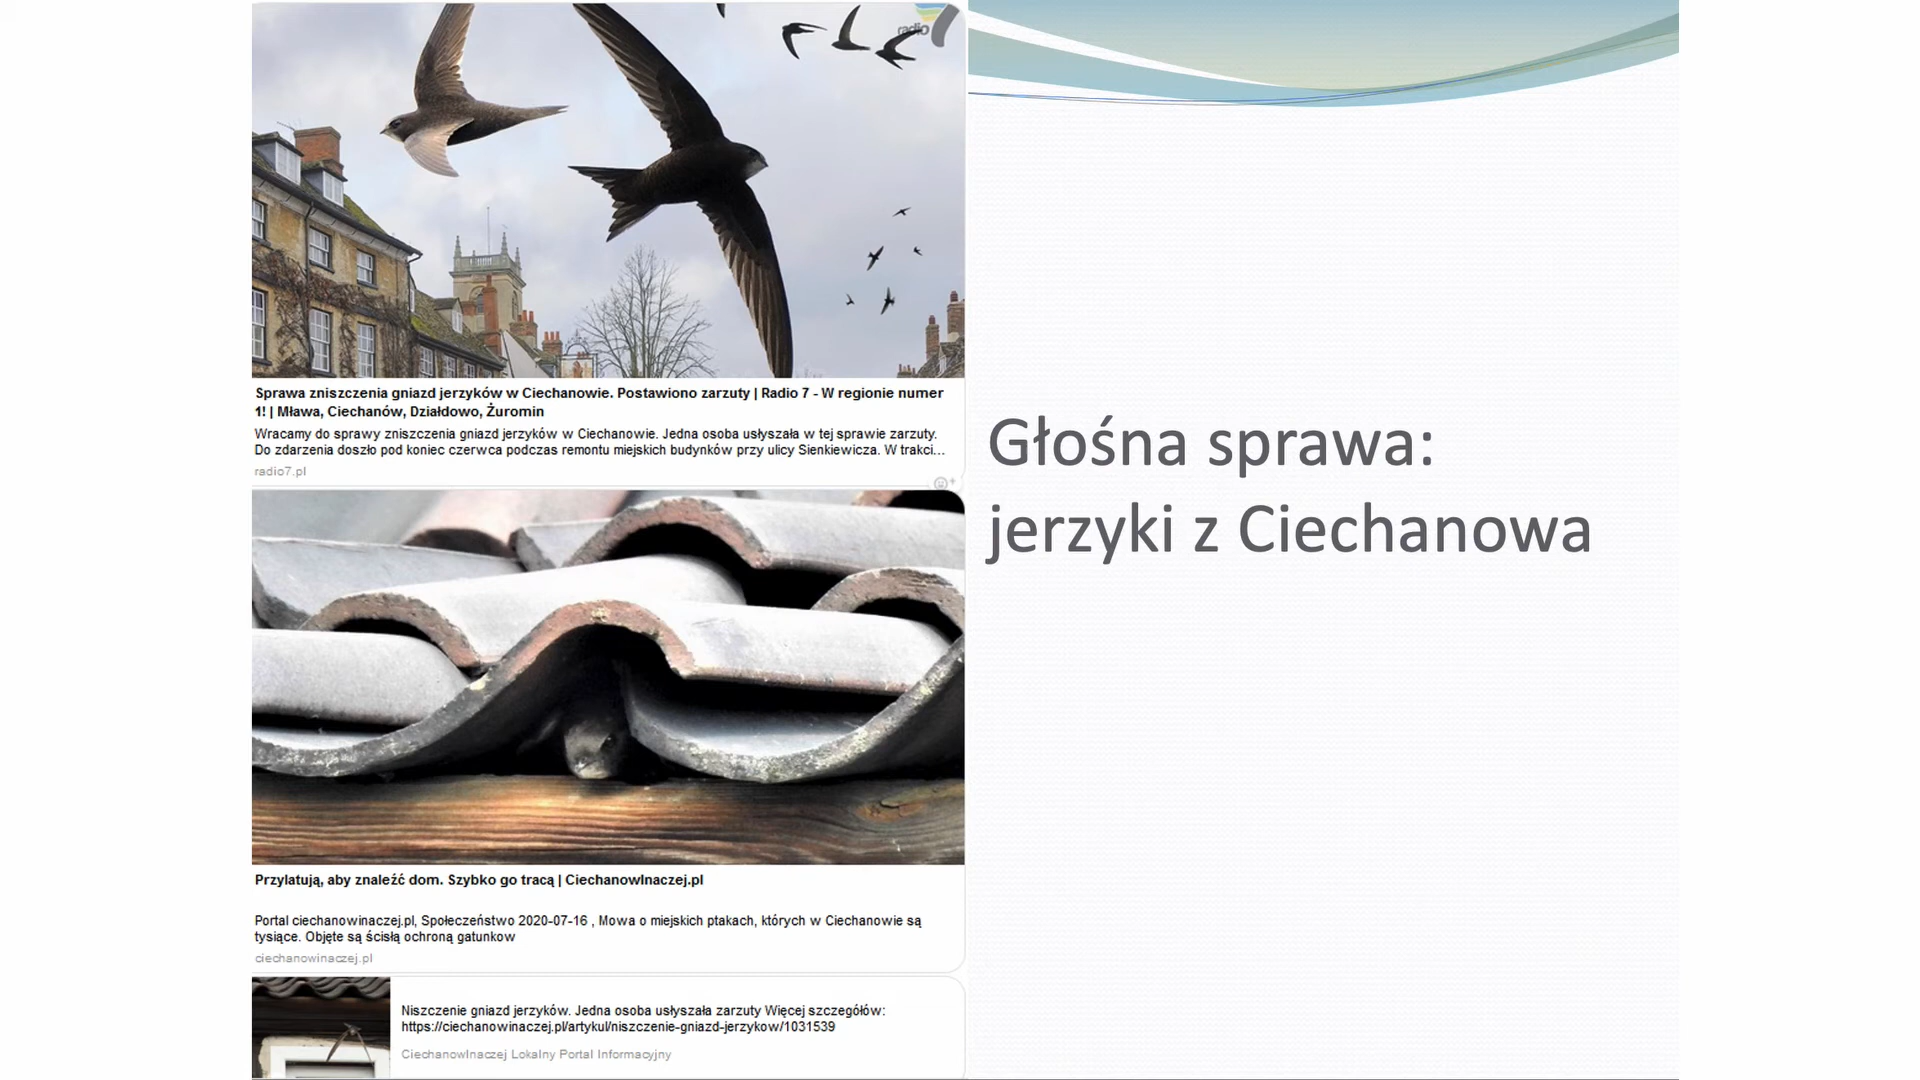 radio 7
Sprawa zniszczenia gniazd jerzyków w Ciechanowie. Postawiono zarzuty | Radio 7 - W regionie numer
1! | Mława, Ciechanów, Działdowo, Żuromin
Wracamy do sprawy zniszczenia gniazd jerzyków w Ciechanowie. Jedna osoba usłyszała w tej sprawie zarzuty.
Do zdarzenia doszło pod koniec czerwca podczas remontu miejskich budynków przy ulicy Sienkiewicza. W trakci...
radio7.pl
Przylatują, aby znaleźć dom. Szybko go tracą | CiechanowInaczej.pl
Portal ciechanowinaczej.pl, Społeczeństwo 2020-07-16 , Mowa o miejskich ptakach, których w Ciechanowie są
tysiące. Objęte są ścisłą ochroną gatunkow
ciechanowinaczej.pl
Niszczenie gniazd jerzyków. Jedna osoba usłyszała zarzuty Więcej szczegółów:
https://ciechanowinaczej.pl/artykul/niszczenie-gniazd-jerzykow/1031539
CiechanowInaczej Lokalny Portal Informacyjny
Głośna sprawa:
jerzyki z Ciechanowa